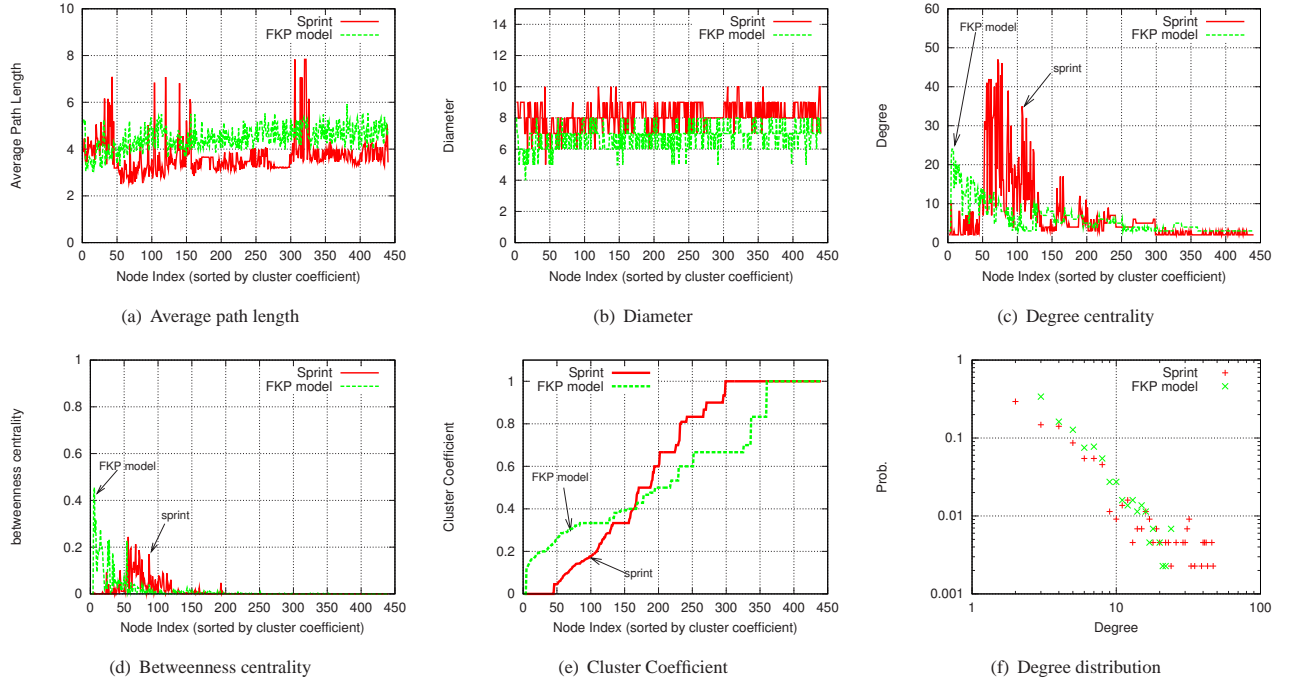 10
8
6
4
2
0
Average Path Length
0 50 100 150 200 250 300 350 400 450
Node Index (sorted by cluster coefficient)
Sprint
FKP model
(a) Average path length
14
12
10
8
6
4
2
0
Diameter
0 50 100 150 200 250 300 350 400 450
Node Index (sorted by cluster coefficient)
Sprint
FKP model
(b) Diameter
60
50
40
30
20
10
0
Degree
0 50 100 150 200 250 300 350 400 450
Node Index (sorted by cluster coefficient)
Sprint
FKP model
FKP model
sprint
(c) Degree centrality
1
0.8
0.6
0.4
0.2
0
betweenness centrality
0 50 100 150 200 250 300 350 400 450
Node Index (sorted by cluster coefficient)
Sprint
FKP model
FKP model
sprint
(d) Betweenness centrality
1
0.8
0.6
0.4
0.2
0
Cluster Coefficient
0 50 100 150 200 250 300 350 400 450
Node Index (sorted by cluster coefficient)
Sprint
FKP model
FKP model
sprint
(e) Cluster Coefficient
1
0.1
0.01
0.001
Prob.
1 10 100
Degree
Sprint
FKP model
(f) Degree distribution